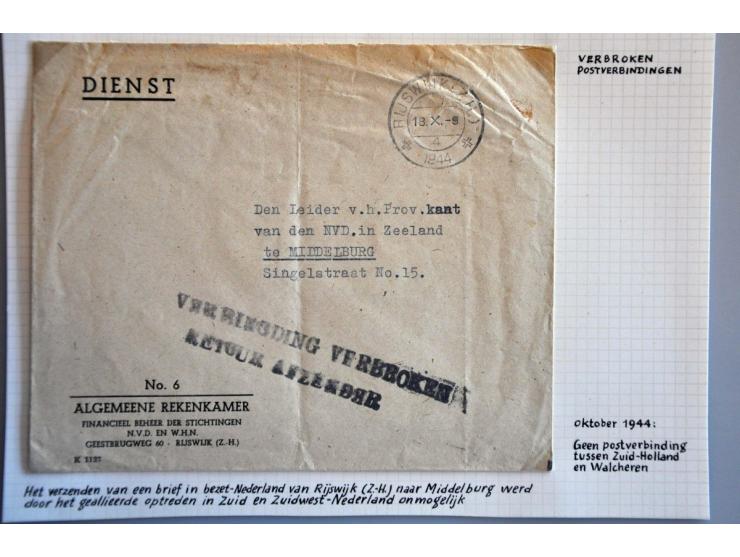 VERBROKEN
POSTVERBINDINGEN
DIENST
RIJSWIJK (Z.H.)
18.X.-8
4
1944
Den Leider v.h.Prov.kant
van den NVD.in Zeeland
te MIDDELBURG
Singelstraat No.15.
VERBINGDING VERBROKEN
RETOUR AFZENDER
No. 6
ALGEMEENE REKENKAMER
FINANCIEEL BEHEER DER STICHTINGEN
N.V.D. EN W.H.N.
GEESTBRUGWEG 60 - RIJSWIJK (Z.-H.)
oktober 1944:
Geen postverbinding
tussen Zuid-Holland
en Walcheren
Het verzenden van een brief in bezet-Nederland van Rijswijk (Z.-H.) naar Middelburg werd
door het geallieerde optreden in Zuid en Zuidwest-Nederland onmogelijk